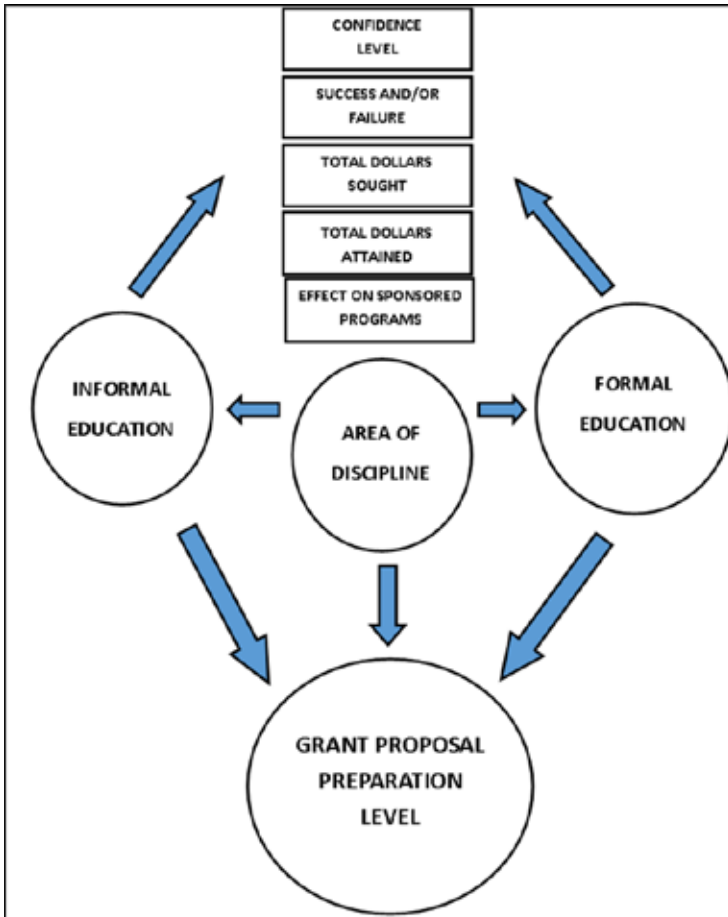 CONFIDENCE
LEVEL
SUCCESS AND/OR
FAILURE
TOTAL DOLLARS
SOUGHT
TOTAL DOLLARS
ATTAINED
EFFECT ON SPONSORED
PROGRAMS
INFORMAL
EDUCATION
AREA OF
DISCIPLINE
FORMAL
EDUCATION
GRANT PROPOSAL
PREPARATION
LEVEL